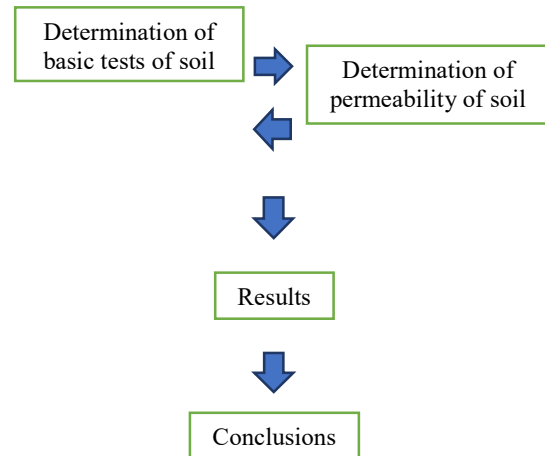 Determination of
basic tests of soil
Determination of
permeability of soil
Results
Conclusions